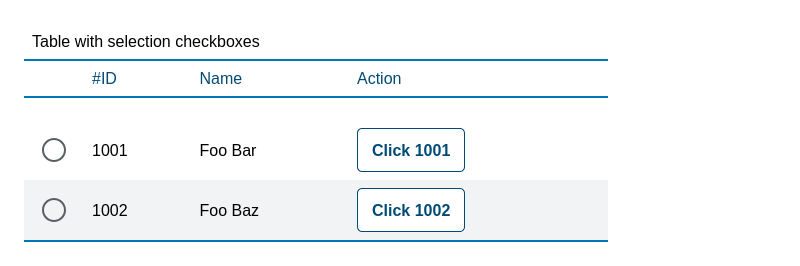 Table with selection checkboxes
#ID Name Action
1001 Foo Bar Click 1001
1002 Foo Baz Click 1002